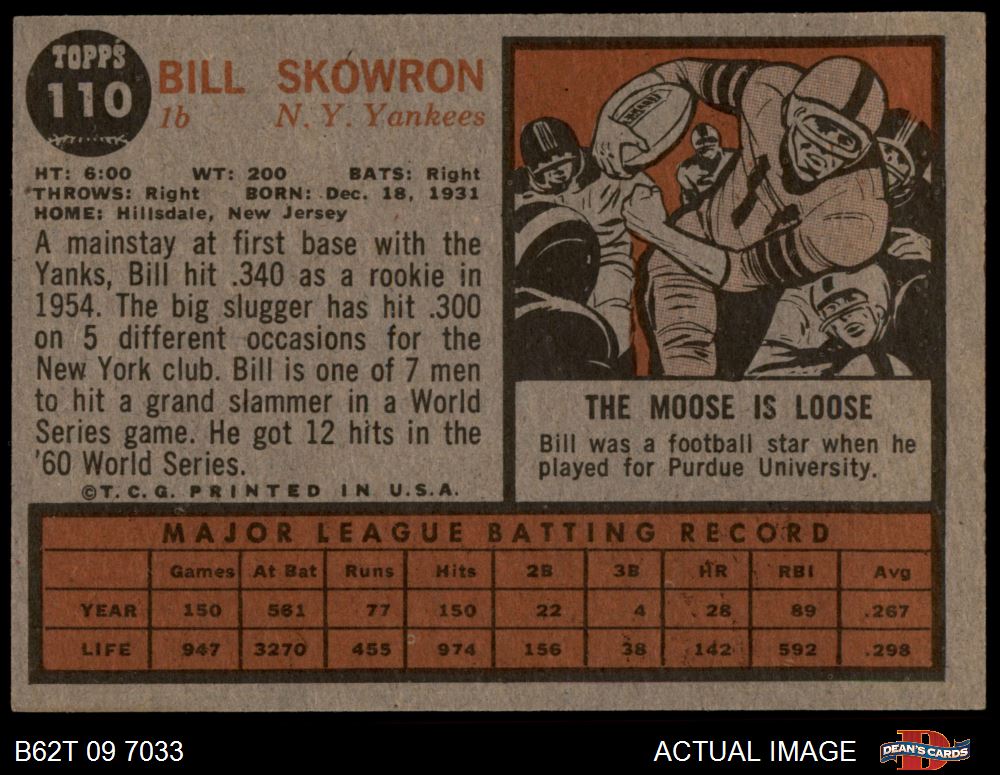 TOPPS
110
BILL SKOWRON
1b N. Y. Yankees
HT: 6:00 WT: 200 BATS: Right
THROWS: Right BORN: Dec. 18, 1931
HOME: Hillsdale, New Jersey
A mainstay at first base with the
Yanks, Bill hit .340 as a rookie in
1954. The big slugger has hit .300
on 5 different occasions for the
New York club. Bill is one of 7 men
to hit a grand slammer in a World
Series game. He got 12 hits in the
'60 World Series.
©T.C.G. PRINTED IN U.S.A.
THE MOOSE IS LOOSE
Bill was a football star when he
played for Purdue University.
MAJOR LEAGUE BATTING RECORD
Games At Bat Runs Hits 2B 3B HR RBI Avg
YEAR 150 561 77 150 22 4 28 89 .267
LIFE 947 3270 455 974 156 38 142 592 .298
B62T 09 7033
ACTUAL IMAGE
D
DEAN'S CARDS